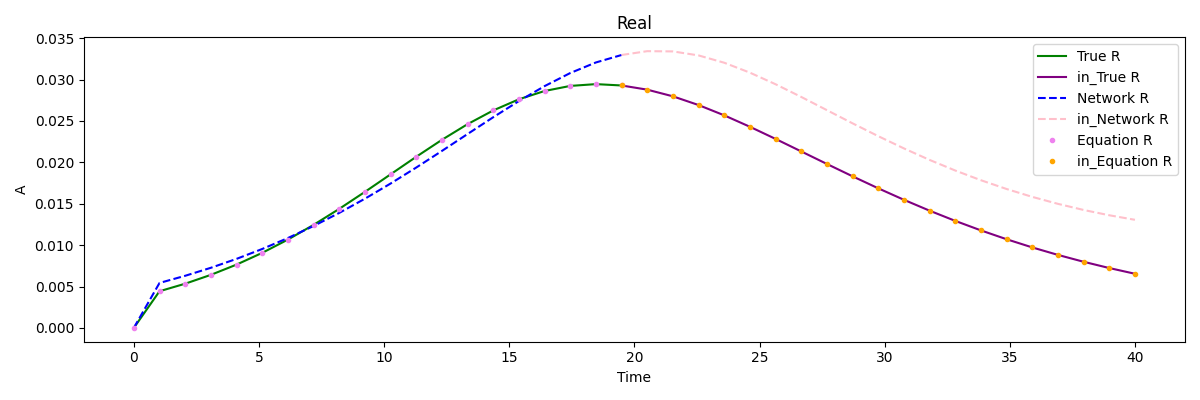 Real
A
0.035
0.030
0.025
0.020
0.015
0.010
0.005
0.000
True R
in_True R
Network R
in_Network R
Equation R
in_Equation R
0 5 10 15 20 25 30 35 40
Time